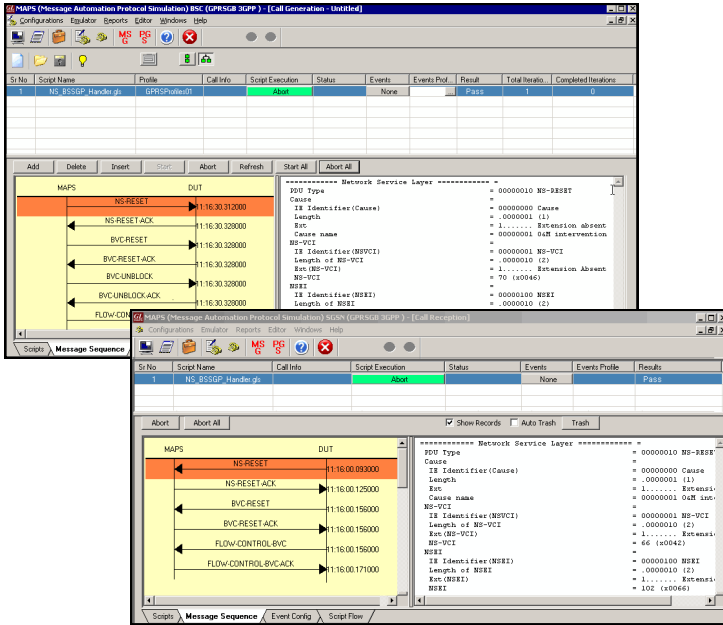 MAPS (Message Automation Protocol Simulation) BSC (GPRSGB 3GPP ) - [Call Generation - Untitled]
Configurations Emulator Reports Editor Windows Help
MS G PG S
Sr No Script Name Profile Call Info Script Execution Status Events Events Prof... Result Total Iteratio... Completed Iterations
1 NS_BSSGP_Handler.gls GPRSProfiles01 Abort None ... Pass 1 0
Add Delete Insert Start Abort Refresh Start All Abort All
MAPS DUT
NS-RESET 11:16:30.312000
NS-RESET-ACK 11:16:30.328000
BVC-RESET 11:16:30.328000
BVC-RESET-ACK 11:16:30.328000
BVC-UNBLOCK 11:16:30.328000
BVC-UNBLOCK-ACK 11:16:30.328000
FLOW-CON
============ Network Service Layer ============ =
PDU Type = 00000010 NS-RESET
Cause =
IE Identifier(Cause) = 00000000 Cause
Length = .0000001 (1)
Ext = 1....... Extension absent
Cause name = 00000001 O&M intervention
NS-VCI =
IE Identifier(NSVCI) = 00000001 NS-VCI
Length of NS-VCI = .0000010 (2)
Ext(NS-VCI) = 1....... Extension Absent
NS-VCI = 70 (x0046)
NSEI =
IE Identifier(NSEI) = 00000100 NSEI
Length of NSEI = .0000010 (2)
Scripts Message Sequence
MAPS (Message Automation Protocol Simulation) SGSN (GPRSGB 3GPP ) - [Call Reception]
Configurations Emulator Reports Editor Windows Help
MS G PG S
Sr No Script Name Call Info Script Execution Status Events Events Profile Results
1 NS_BSSGP_Handler.gls Abort None Pass
Abort Abort All Show Records Auto Trash Trash
MAPS DUT
NS-RESET 11:16:00.093000
NS-RESET-ACK 11:16:00.125000
BVC-RESET 11:16:00.156000
BVC-RESET-ACK 11:16:00.156000
FLOW-CONTROL-BVC 11:16:00.156000
FLOW-CONTROL-BVC-ACK 11:16:00.171000
============ Network Service Layer ============ =
PDU Type = 00000010 NS-RESE
Cause =
IE Identifier(Cause) = 00000000 Cause
Length = .0000001 (1)
Ext = 1....... Extensi
Cause name = 00000001 O&M int
NS-VCI =
IE Identifier(NSVCI) = 00000001 NS-VCI
Length of NS-VCI = .0000010 (2)
Ext(NS-VCI) = 1....... Extensi
NS-VCI = 66 (x0042)
NSEI =
IE Identifier(NSEI) = 00000100 NSEI
Length of NSEI = .0000010 (2)
Ext(NSEI) = 1....... Extensi
NSEI = 102 (x0066)
Scripts Message Sequence Event Config Script Flow